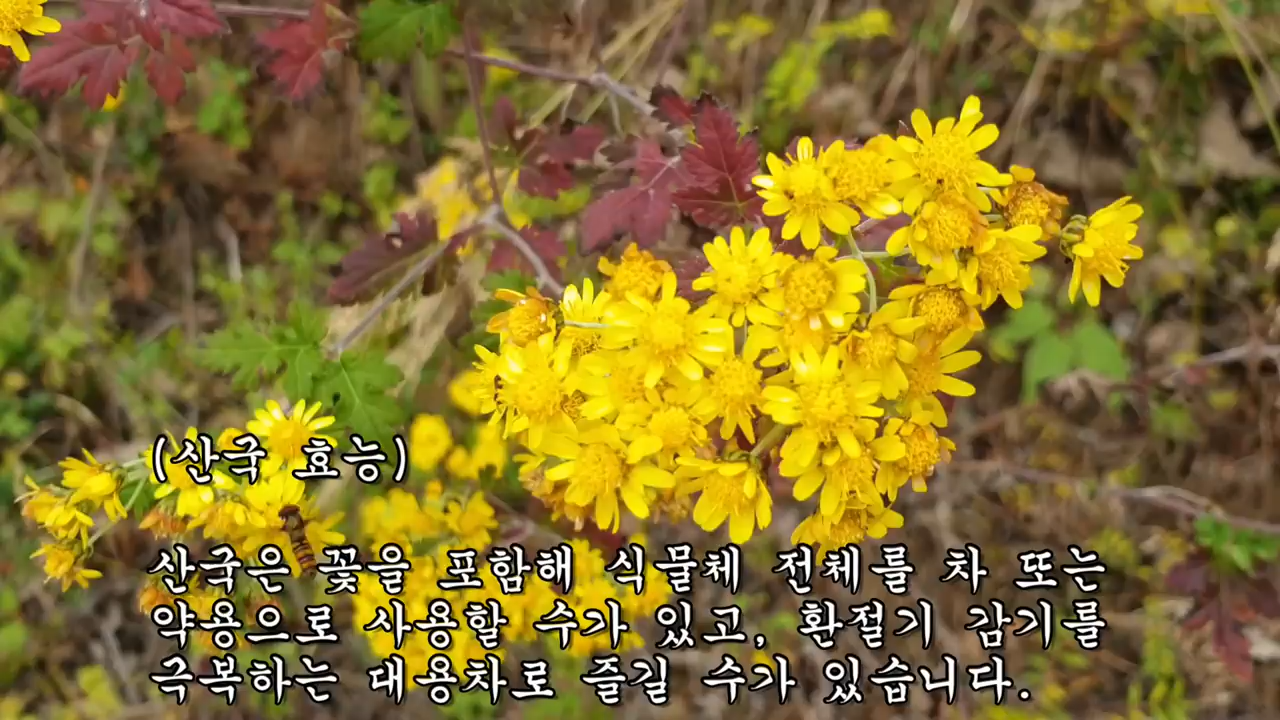 (산국 효능)
산국은 꽃을 포함해 식물체 전체를 차 또는
약용으로 사용할 수가 있고, 환절기 감기를
극복하는 대용차로 즐길 수가 있습니다.